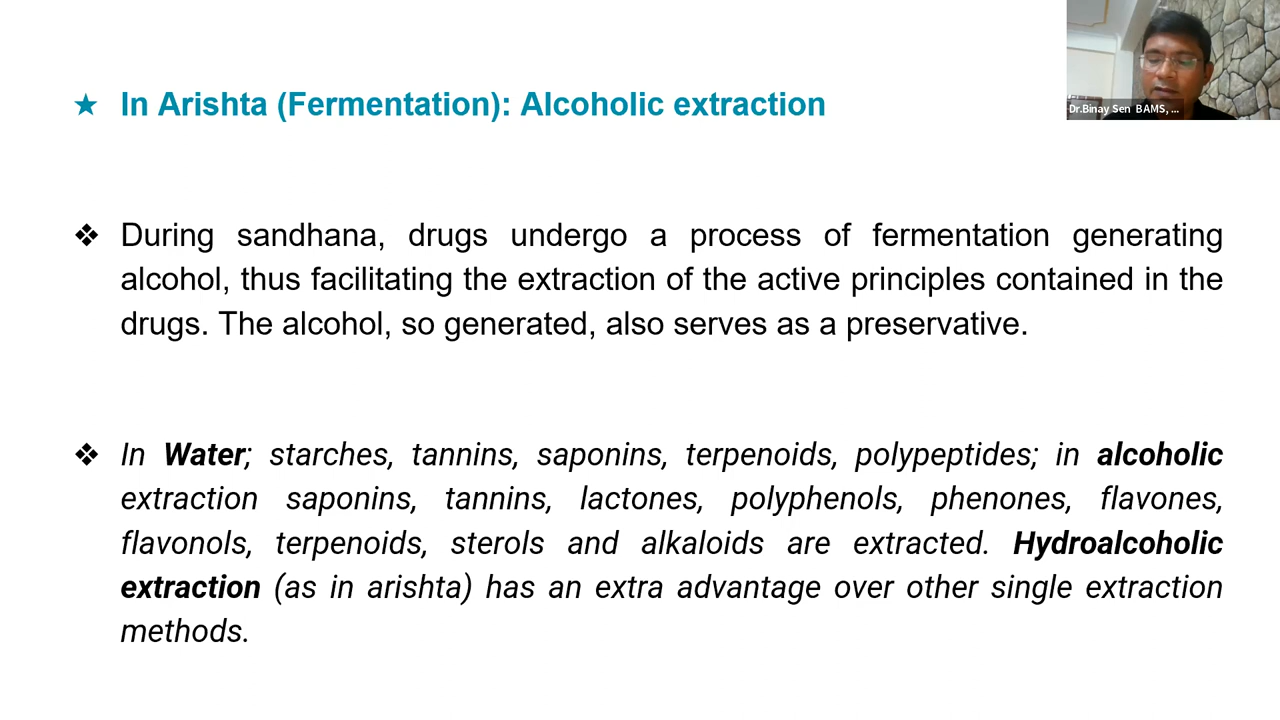 ★ In Arishta (Fermentation): Alcoholic extraction
Dr.Binay Sen BAMS, ...
❖ During sandhana, drugs undergo a process of fermentation generating
alcohol, thus facilitating the extraction of the active principles contained in the
drugs. The alcohol, so generated, also serves as a preservative.
❖ In Water; starches, tannins, saponins, terpenoids, polypeptides; in alcoholic
extraction saponins, tannins, lactones, polyphenols, phenones, flavones,
flavonols, terpenoids, sterols and alkaloids are extracted. Hydroalcoholic
extraction (as in arishta) has an extra advantage over other single extraction
methods.